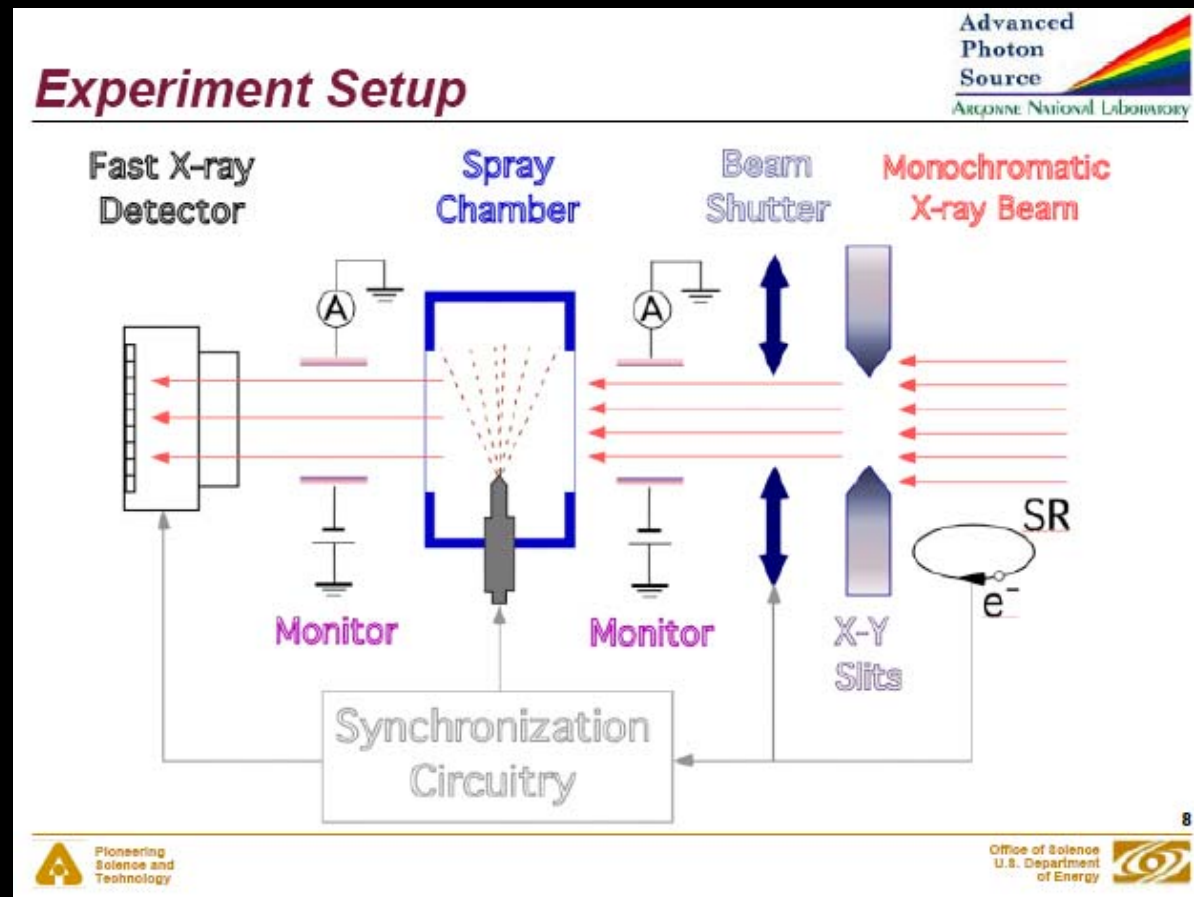 Advanced
Photon
Source
ARGONNE NATIONAL LABORATORY
Experiment Setup
Fast X-ray
Detector
Spray
Chamber
Beam
Shutter
Monochromatic
X-ray Beam
A
A
SR
e-
Monitor
Monitor
X-Y
Slits
Synchronization
Circuitry
8
Pioneering
Science and
Technology
Office of Science
U.S. Department
of Energy